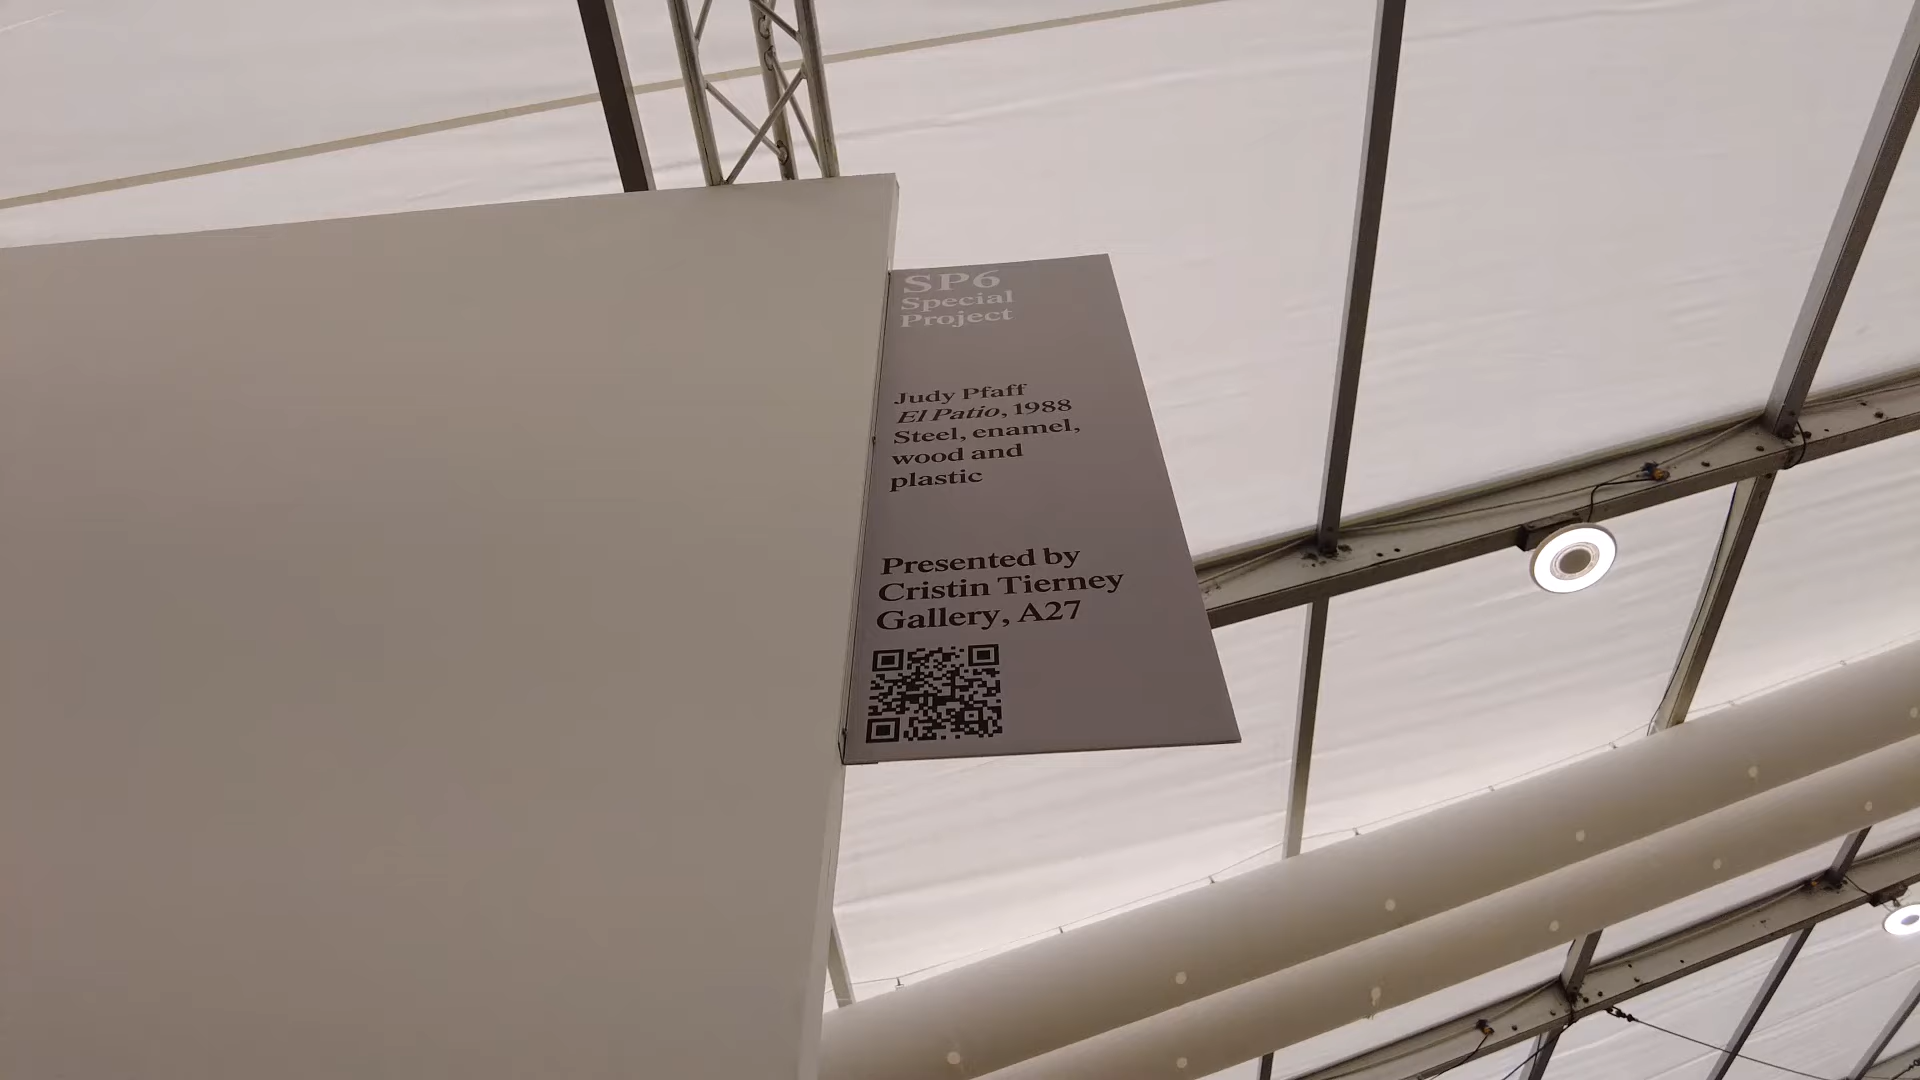 SP6
Special
Project
Judy Pfaff
El Patio, 1988
Steel, enamel,
wood and
plastic
Presented by
Cristin Tierney
Gallery, A27